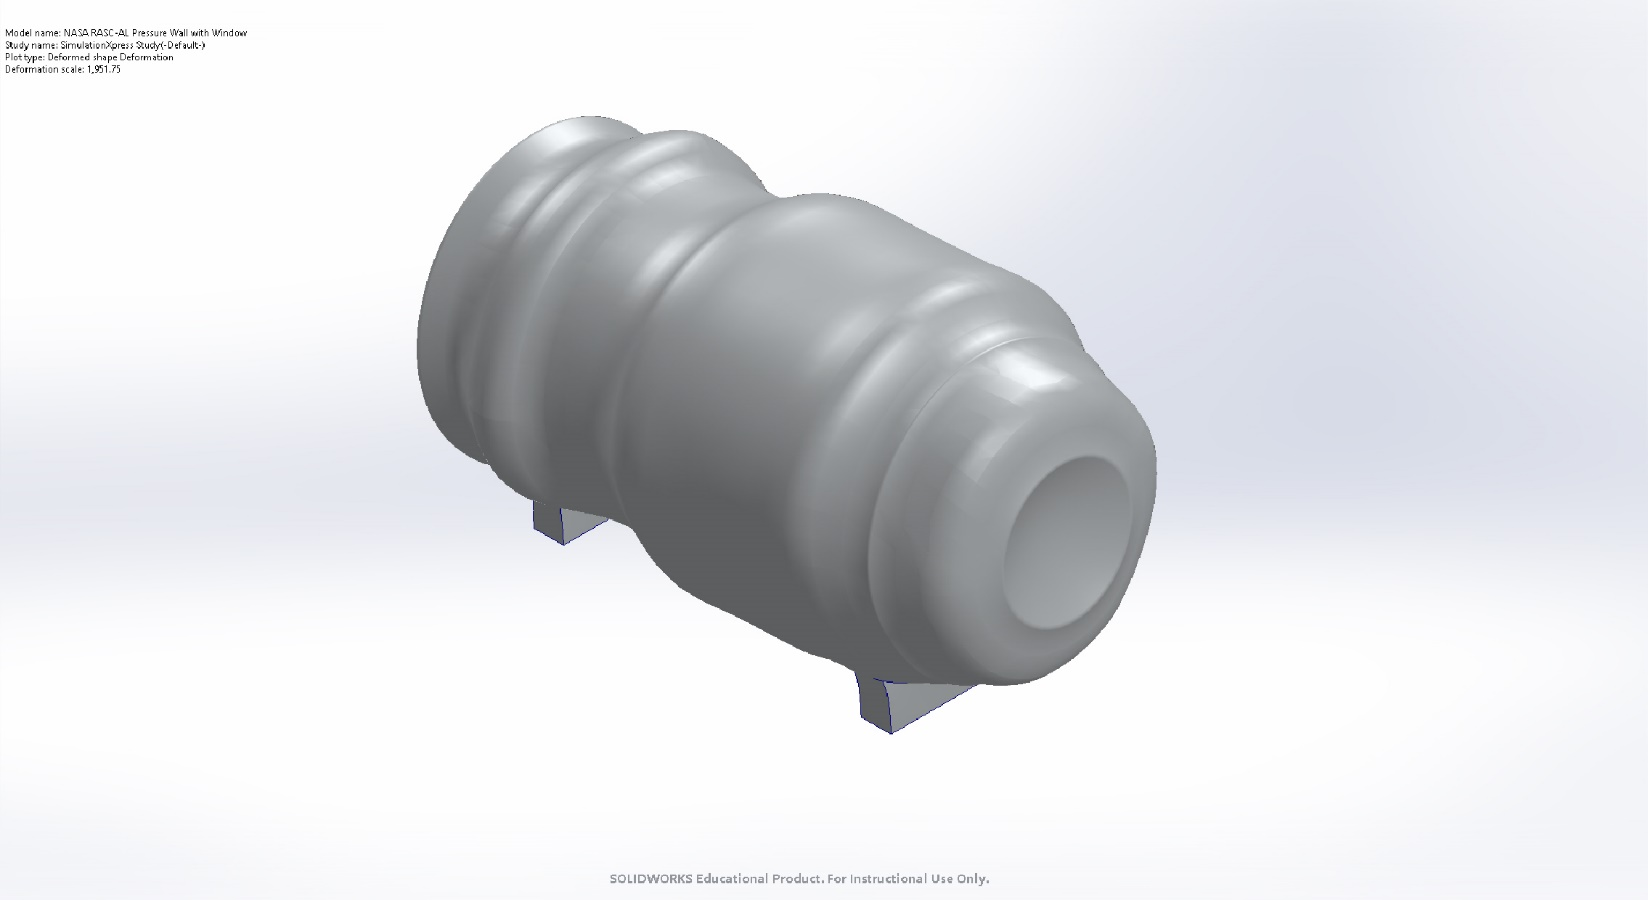 Model name: NASA RASC-AL Pressure Wall with Window
Study name: SimulationXpress Study(-Default-)
Plot type: Deformed shape Deformation
Deformation scale: 1,951.75
SOLIDWORKS Educational Product. For Instructional Use Only.